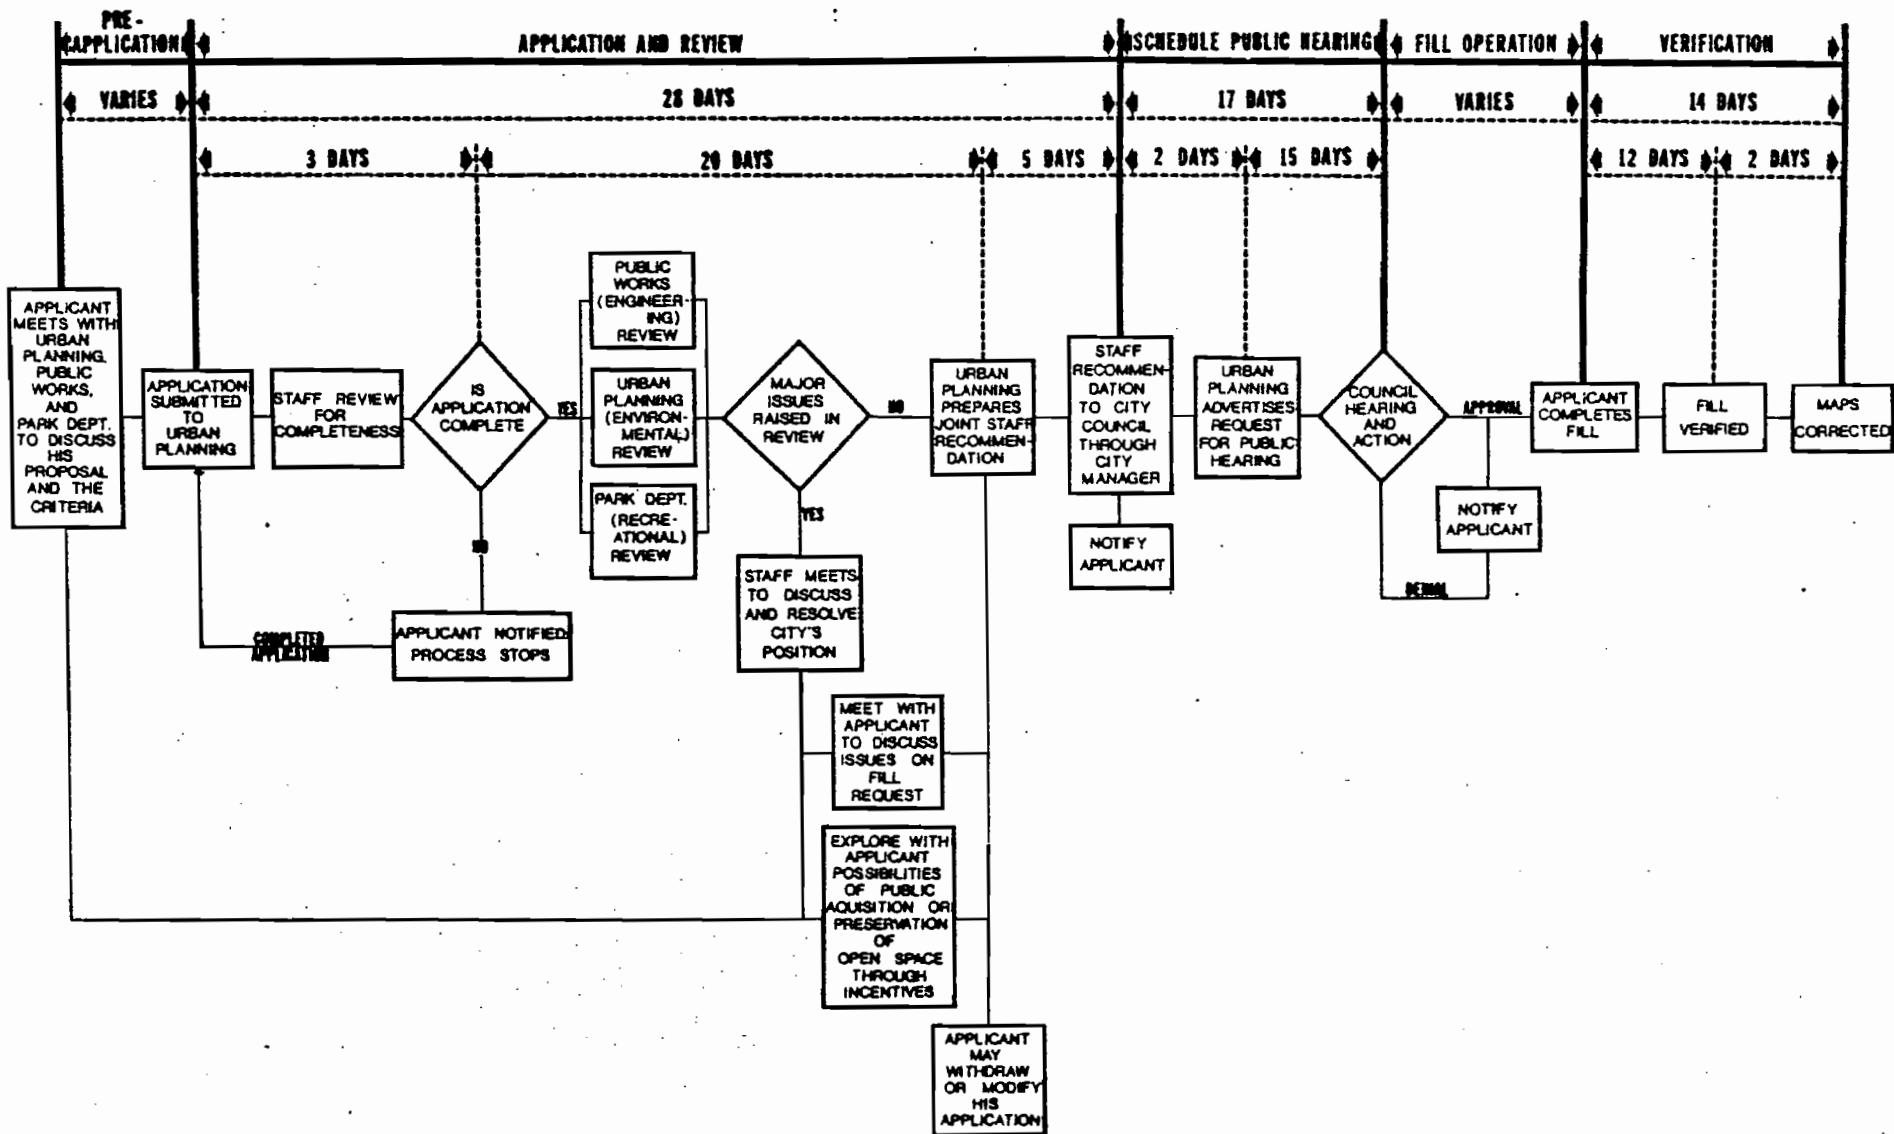 PRE-
APPLICATION
APPLICATION AND REVIEW
SCHEDULE PUBLIC HEARING
FILL OPERATION
VERIFICATION
VARIES
28 DAYS
17 DAYS
VARIES
14 DAYS
3 DAYS
20 DAYS
5 DAYS
2 DAYS
15 DAYS
12 DAYS
2 DAYS
APPLICANT
MEETS WITH
URBAN
PLANNING,
PUBLIC
WORKS,
AND
PARK DEPT.
TO DISCUSS
HIS
PROPOSAL
AND THE
CRITERIA
APPLICATION
SUBMITTED
TO
URBAN
PLANNING
STAFF REVIEW
FOR
COMPLETENESS
IS
APPLICATION
COMPLETE
YES
NO
APPLICANT NOTIFIED
PROCESS STOPS
COMPLETED
APPLICATION
PUBLIC
WORKS
(ENGINEER-
ING)
REVIEW
URBAN
PLANNING
(ENVIRON-
MENTAL)
REVIEW
PARK DEPT.
(RECRE-
ATIONAL)
REVIEW
MAJOR
ISSUES
RAISED IN
REVIEW
NO
YES
STAFF MEETS
TO DISCUSS
AND RESOLVE
CITY'S
POSITION
MEET WITH
APPLICANT
TO DISCUSS
ISSUES ON
FILL
REQUEST
EXPLORE WITH
APPLICANT
POSSIBILITIES
OF PUBLIC
AQUISITION OR
PRESERVATION
OF
OPEN SPACE
THROUGH
INCENTIVES
APPLICANT
MAY
WITHDRAW
OR MODIFY
HIS
APPLICATION
URBAN
PLANNING
PREPARES
JOINT STAFF
RECOMMEN-
DATION
STAFF
RECOMMEN-
DATION
TO CITY
COUNCIL
THROUGH
CITY
MANAGER
NOTIFY
APPLICANT
URBAN
PLANNING
ADVERTISES
REQUEST
FOR PUBLIC
HEARING
COUNCIL
HEARING
AND
ACTION
APPROVAL
DENIAL
NOTIFY
APPLICANT
APPLICANT
COMPLETES
FILL
FILL
VERIFIED
MAPS
CORRECTED